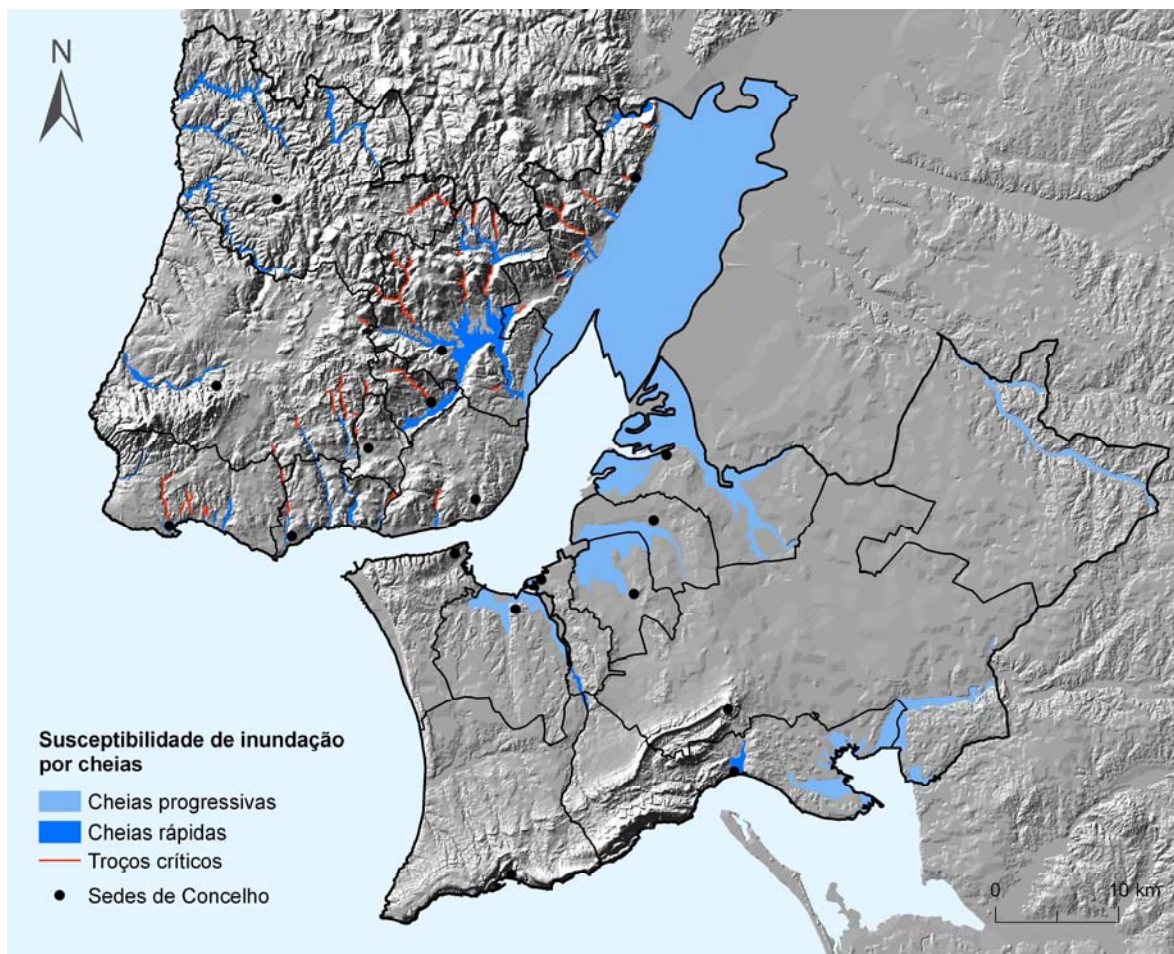 N
Susceptibilidade de inundação
por cheias
Cheias progressivas
Cheias rápidas
Troços críticos
Sedes de Concelho
0 10 km